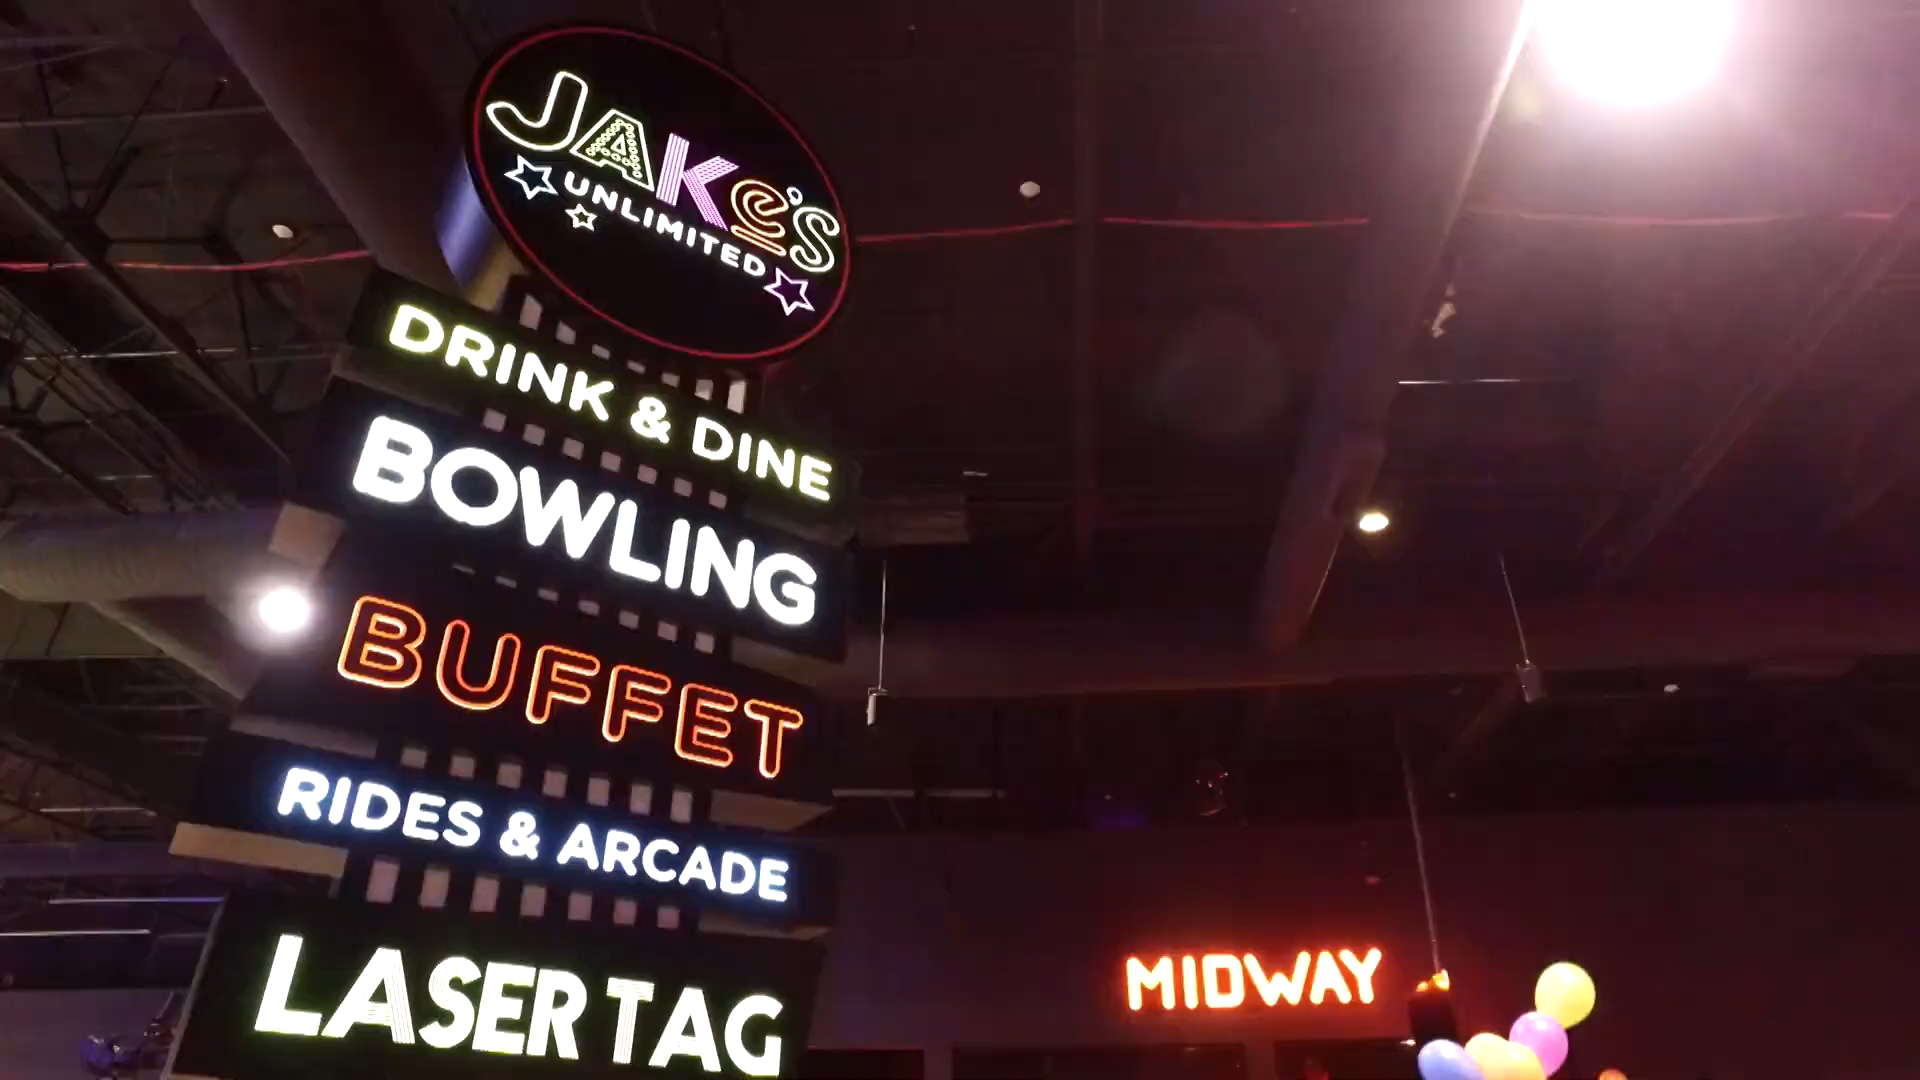 JAKE'S
UNLIMITED
DRINK & DINE
BOWLING
BUFFET
RIDES & ARCADE
LASER TAG
MIDWAY